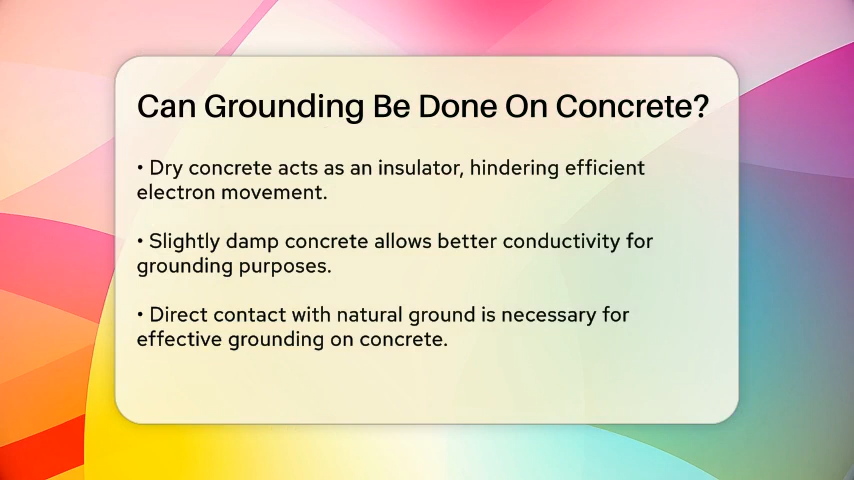 Can Grounding Be Done On Concrete?
• Dry concrete acts as an insulator, hindering efficient
electron movement.
• Slightly damp concrete allows better conductivity for
grounding purposes.
• Direct contact with natural ground is necessary for
effective grounding on concrete.